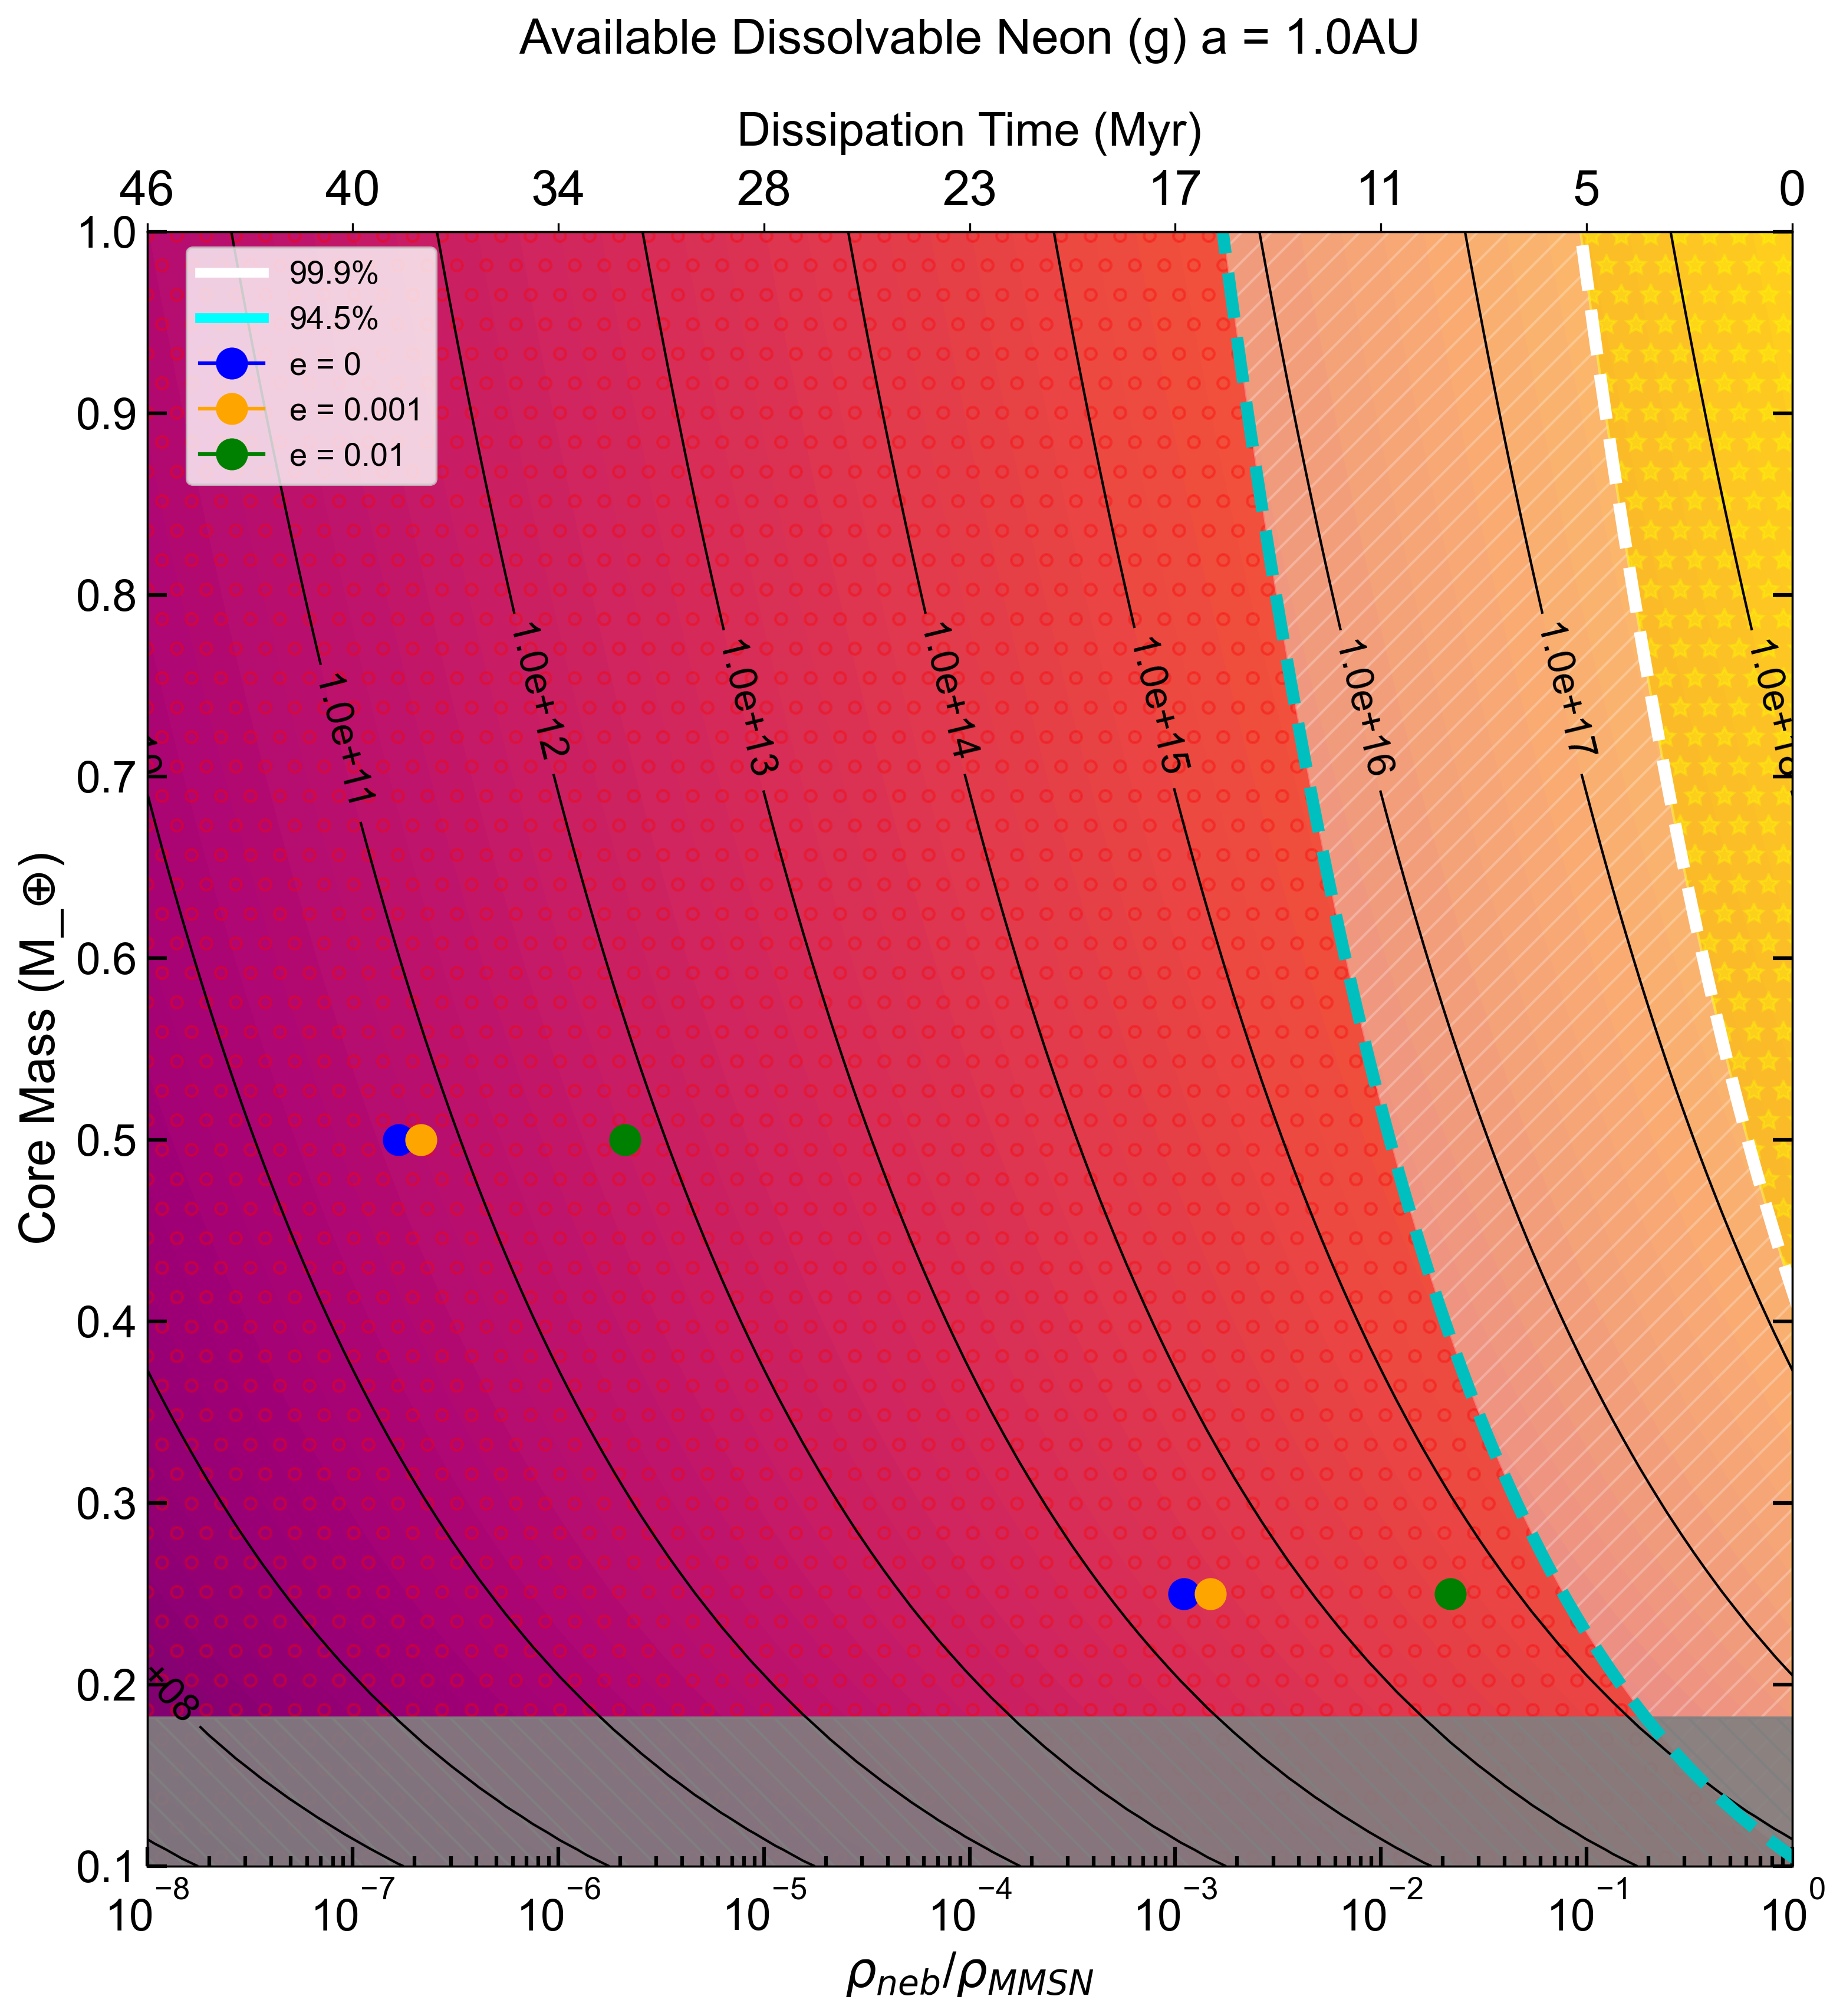 Available Dissolvable Neon (g) a = 1.0AU
Dissipation Time (Myr)
46 40 34 28 23 17 11 5 0
99.9%
94.5%
e = 0
e = 0.001
e = 0.01
1.0
0.9
0.8
0.7
0.6
0.5
0.4
0.3
0.2
0.1
Core Mass (M_⊕)
1.0e+11
1.0e+12
1.0e+13
1.0e+14
1.0e+15
1.0e+16
1.0e+17
+08
10⁻⁸ 10⁻⁷ 10⁻⁶ 10⁻⁵ 10⁻⁴ 10⁻³ 10⁻² 10⁻¹ 10⁰
ρneb/ρMMSN